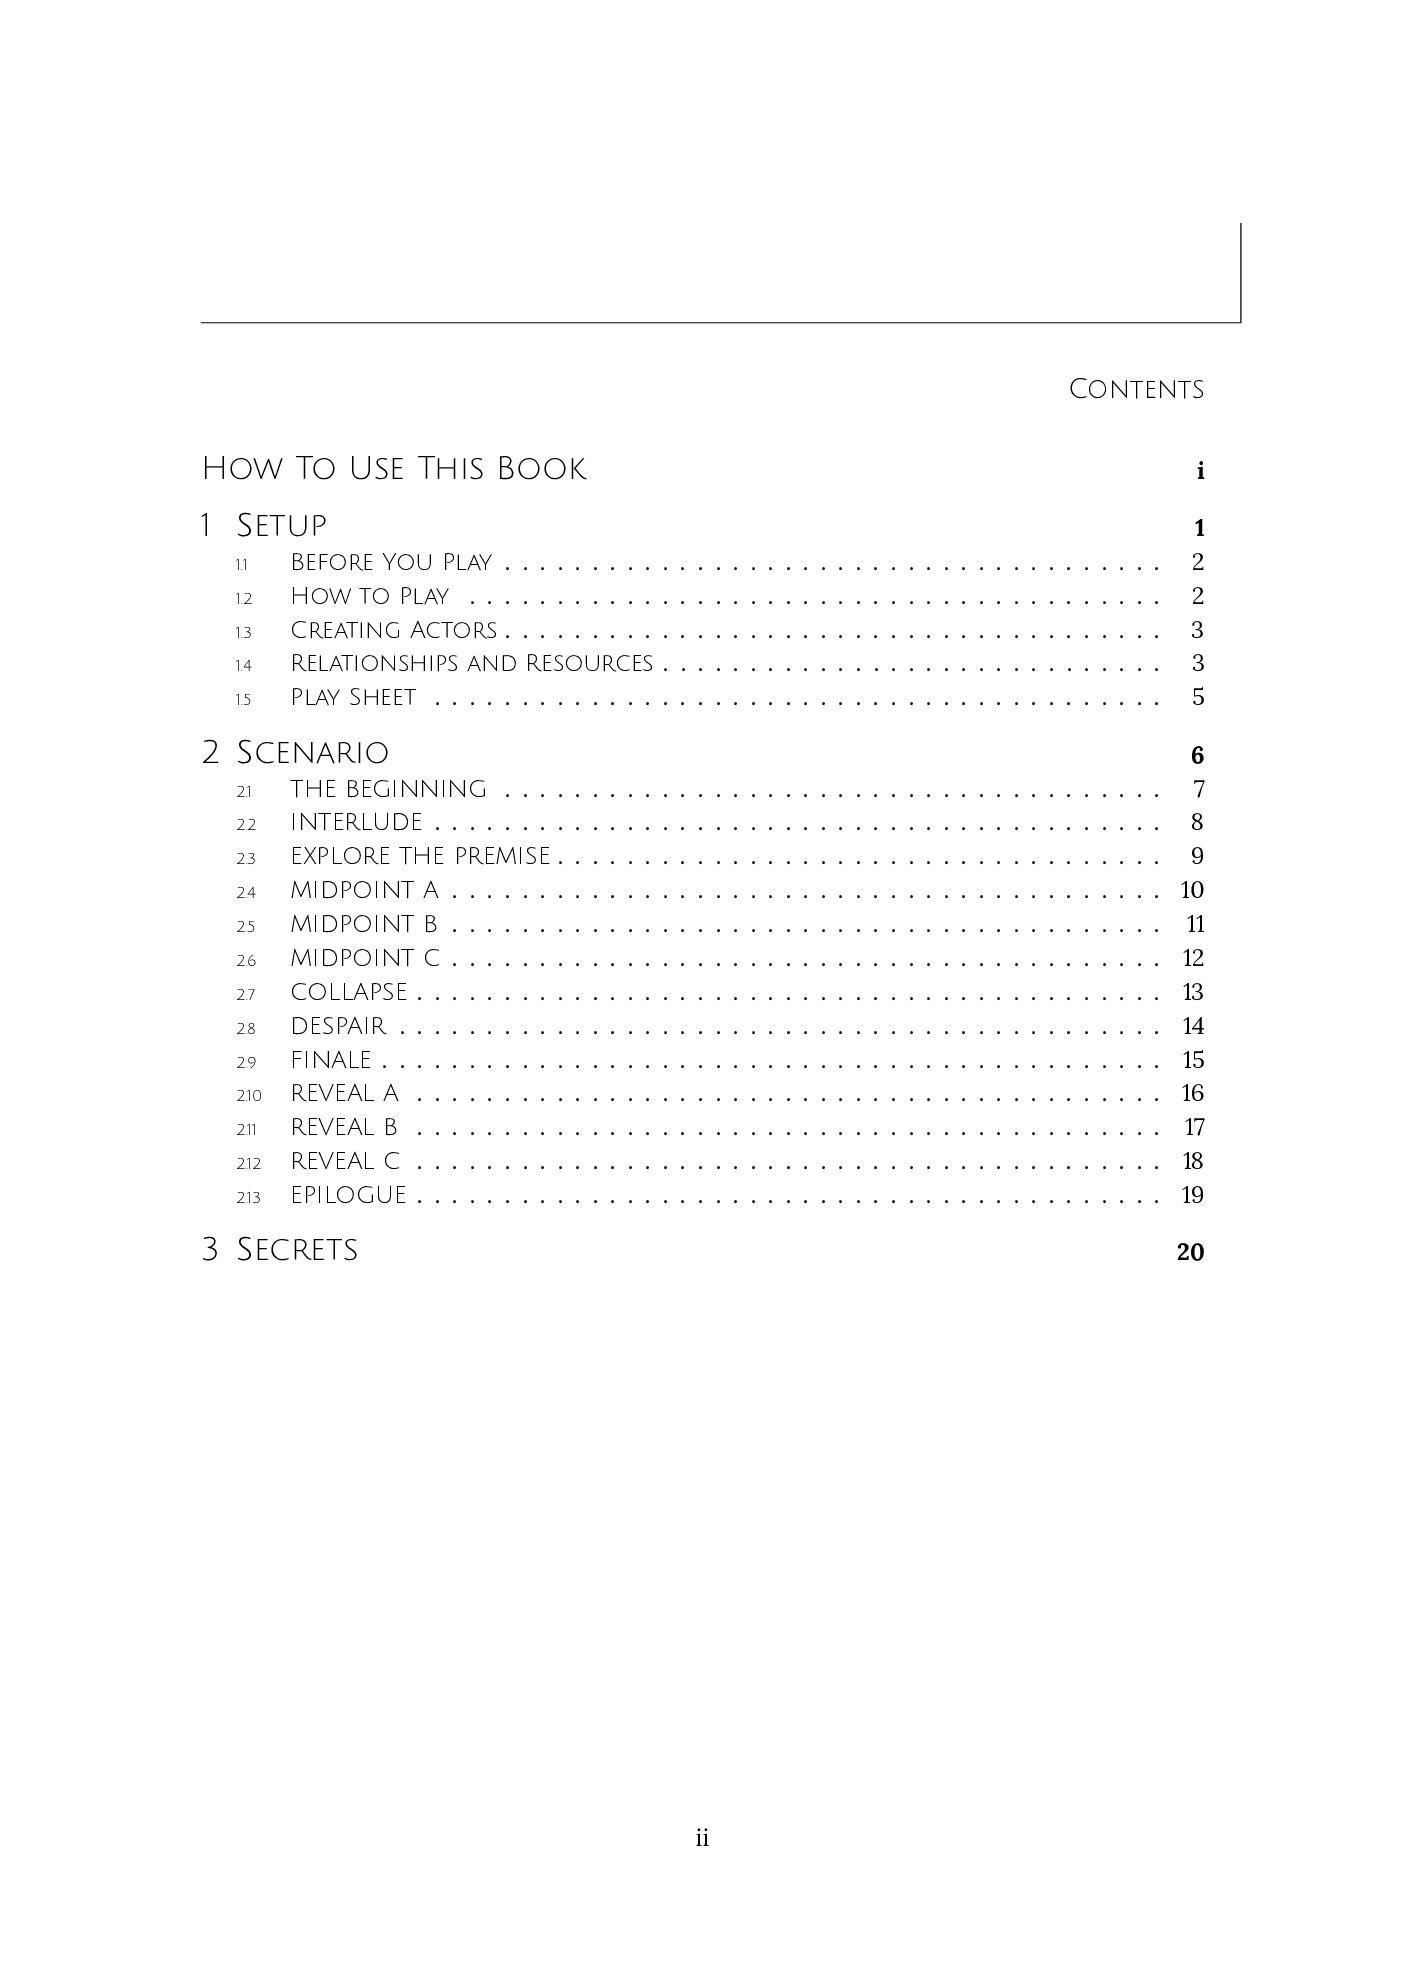 Contents
How To Use This Book i
1 Setup 1
1.1 Before You Play . . . . . . . . . . . . . . . . . . . . . . . . . . . . . . . . . . . . . . 2
1.2 How to Play . . . . . . . . . . . . . . . . . . . . . . . . . . . . . . . . . . . . . . . . 2
1.3 Creating Actors . . . . . . . . . . . . . . . . . . . . . . . . . . . . . . . . . . . . . . 3
1.4 Relationships and Resources . . . . . . . . . . . . . . . . . . . . . . . . . . . . . 3
1.5 Play Sheet . . . . . . . . . . . . . . . . . . . . . . . . . . . . . . . . . . . . . . . . . . 5
2 Scenario 6
2.1 THE BEGINNING . . . . . . . . . . . . . . . . . . . . . . . . . . . . . . . . . . . . . . 7
2.2 INTERLUDE . . . . . . . . . . . . . . . . . . . . . . . . . . . . . . . . . . . . . . . . . . 8
2.3 EXPLORE THE PREMISE . . . . . . . . . . . . . . . . . . . . . . . . . . . . . . . . . . . 9
2.4 MIDPOINT A . . . . . . . . . . . . . . . . . . . . . . . . . . . . . . . . . . . . . . . . . 10
2.5 MIDPOINT B . . . . . . . . . . . . . . . . . . . . . . . . . . . . . . . . . . . . . . . . . 11
2.6 MIDPOINT C . . . . . . . . . . . . . . . . . . . . . . . . . . . . . . . . . . . . . . . . . 12
2.7 COLLAPSE . . . . . . . . . . . . . . . . . . . . . . . . . . . . . . . . . . . . . . . . . . . 13
2.8 DESPAIR . . . . . . . . . . . . . . . . . . . . . . . . . . . . . . . . . . . . . . . . . . . . 14
2.9 FINALE . . . . . . . . . . . . . . . . . . . . . . . . . . . . . . . . . . . . . . . . . . . . . 15
2.10 REVEAL A . . . . . . . . . . . . . . . . . . . . . . . . . . . . . . . . . . . . . . . . . . . 16
2.11 REVEAL B . . . . . . . . . . . . . . . . . . . . . . . . . . . . . . . . . . . . . . . . . . . 17
2.12 REVEAL C . . . . . . . . . . . . . . . . . . . . . . . . . . . . . . . . . . . . . . . . . . . 18
2.13 EPILOGUE . . . . . . . . . . . . . . . . . . . . . . . . . . . . . . . . . . . . . . . . . . . 19
3 Secrets 20
ii